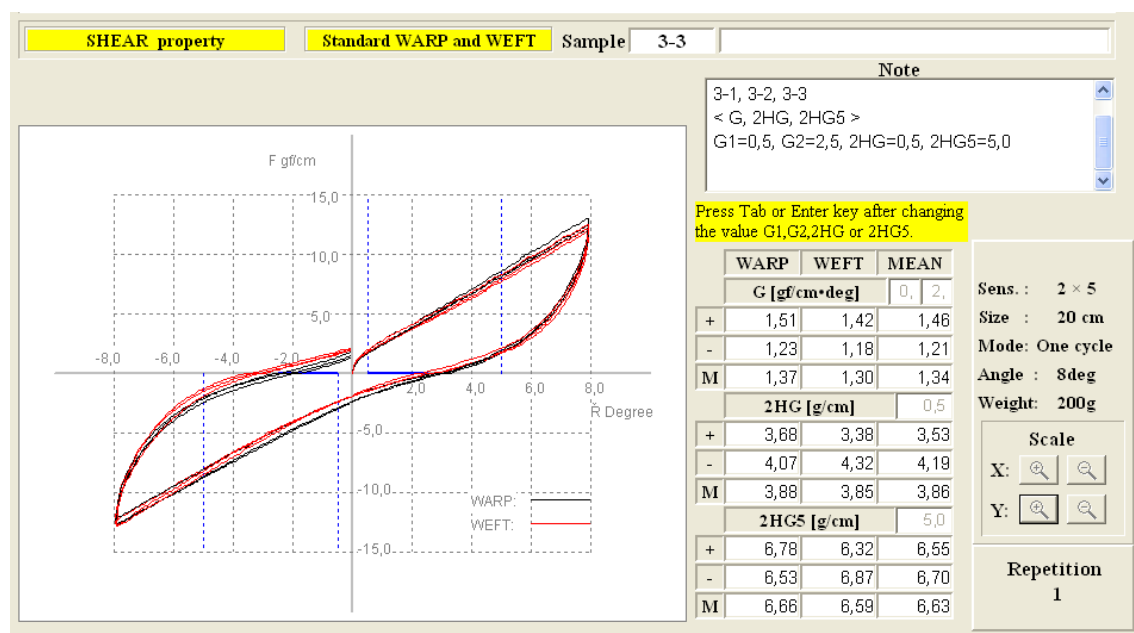 SHEAR property Standard WARP and WEFT Sample 3-3
Note
3-1, 3-2, 3-3
< G, 2HG, 2HG5 >
G1=0,5, G2=2,5, 2HG=0,5, 2HG5=5,0
Press Tab or Enter key after changing
the value G1,G2,2HG or 2HG5.
F gf/cm
15,0
10,0
5,0
-8,0 -6,0 -4,0 -2,0 2,0 4,0 6,0 8,0
Ř Degree
-5,0
-10,0
-15,0
WARP:
WEFT:
WARP WEFT MEAN
G [gf/cm•deg] 0, 2,
+ 1,51 1,42 1,46
- 1,23 1,18 1,21
M 1,37 1,30 1,34
2HG [g/cm] 0,5
+ 3,68 3,38 3,53
- 4,07 4,32 4,19
M 3,88 3,85 3,86
2HG5 [g/cm] 5,0
+ 6,78 6,32 6,55
- 6,53 6,87 6,70
M 6,66 6,59 6,63
Sens. : 2 × 5
Size : 20 cm
Mode: One cycle
Angle : 8deg
Weight: 200g
Scale
X:
Y:
Repetition
1